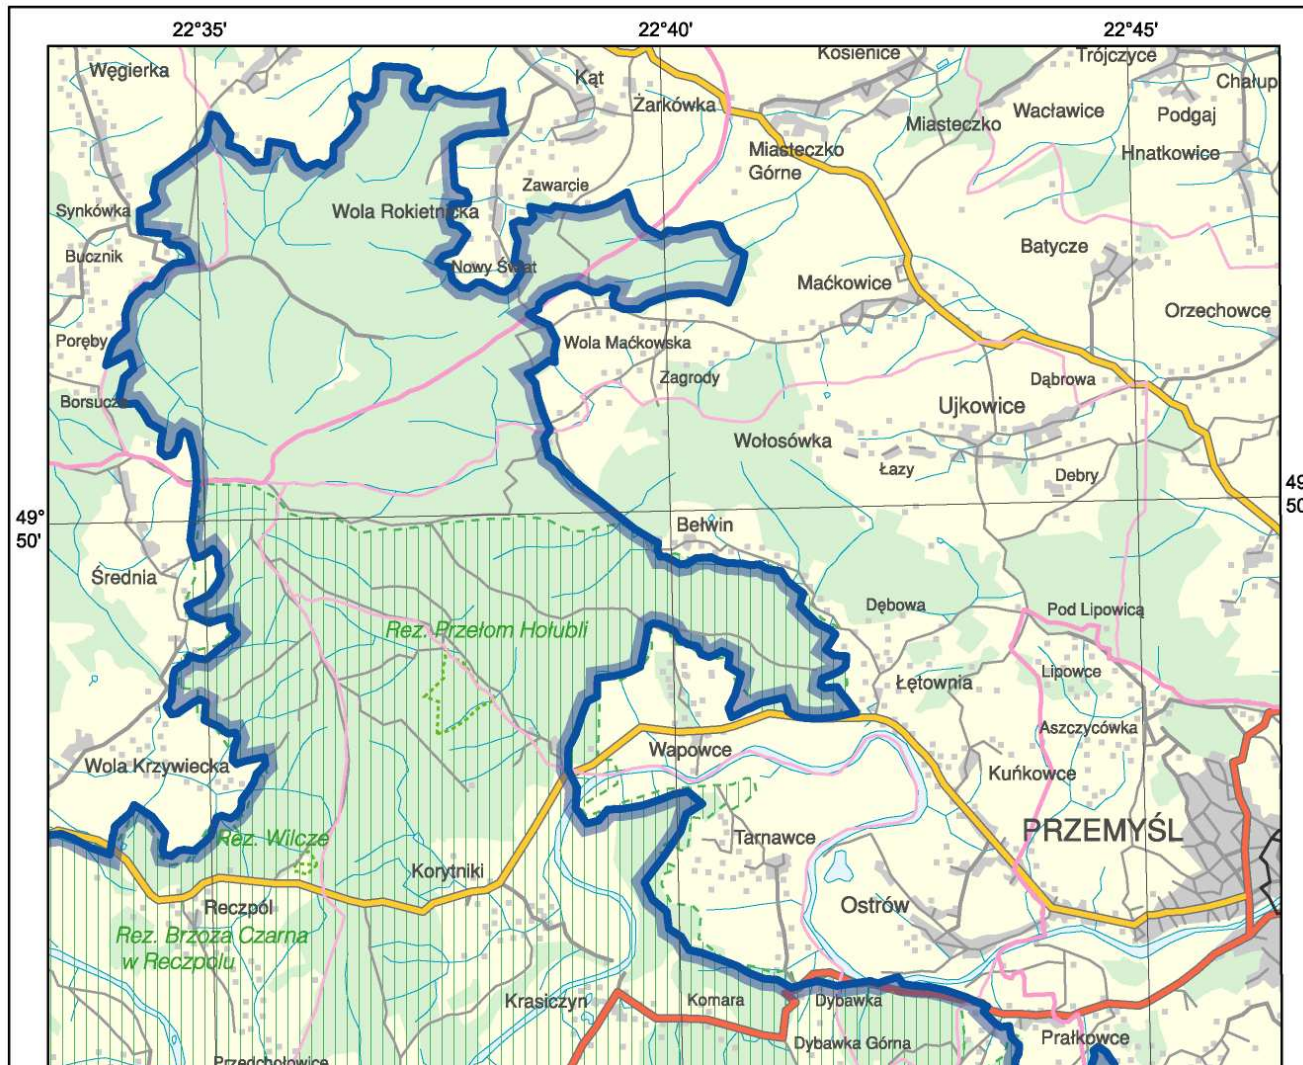 22°35'
22°40'
22°45'
Węgierka
Kąt
Kosienice
Trójczyce
Chałup
Żarkówka
Wacławice
Podgaj
Miasteczko
Miasteczko
Górne
Hnatkowice
Zawarcie
Synkówka
Wola Rokietnicka
Bucznik
Nowy Świat
Batycze
Maćkowice
Orzechowce
Poręby
Wola Maćkowska
Zagrody
Dąbrowa
Borsucze
Ujkowice
Wołosówka
Łazy
Debry
49°
50'
49
50
Bełwin
Średnia
Dębowa
Pod Lipowicą
Rez. Przełom Hołubli
Lipowce
Łętownia
Aszczycówka
Wapowce
Wola Krzywiecka
Kuńkowce
Rez. Wilcze
Tarnawce
PRZEMYŚL
Korytniki
Reczpól
Ostrów
Rez. Brzoza Czarna
w Reczpolu
Krasiczyn
Komara
Dybawka
Prałkowce
Dybawka Górna
Przedchołowice